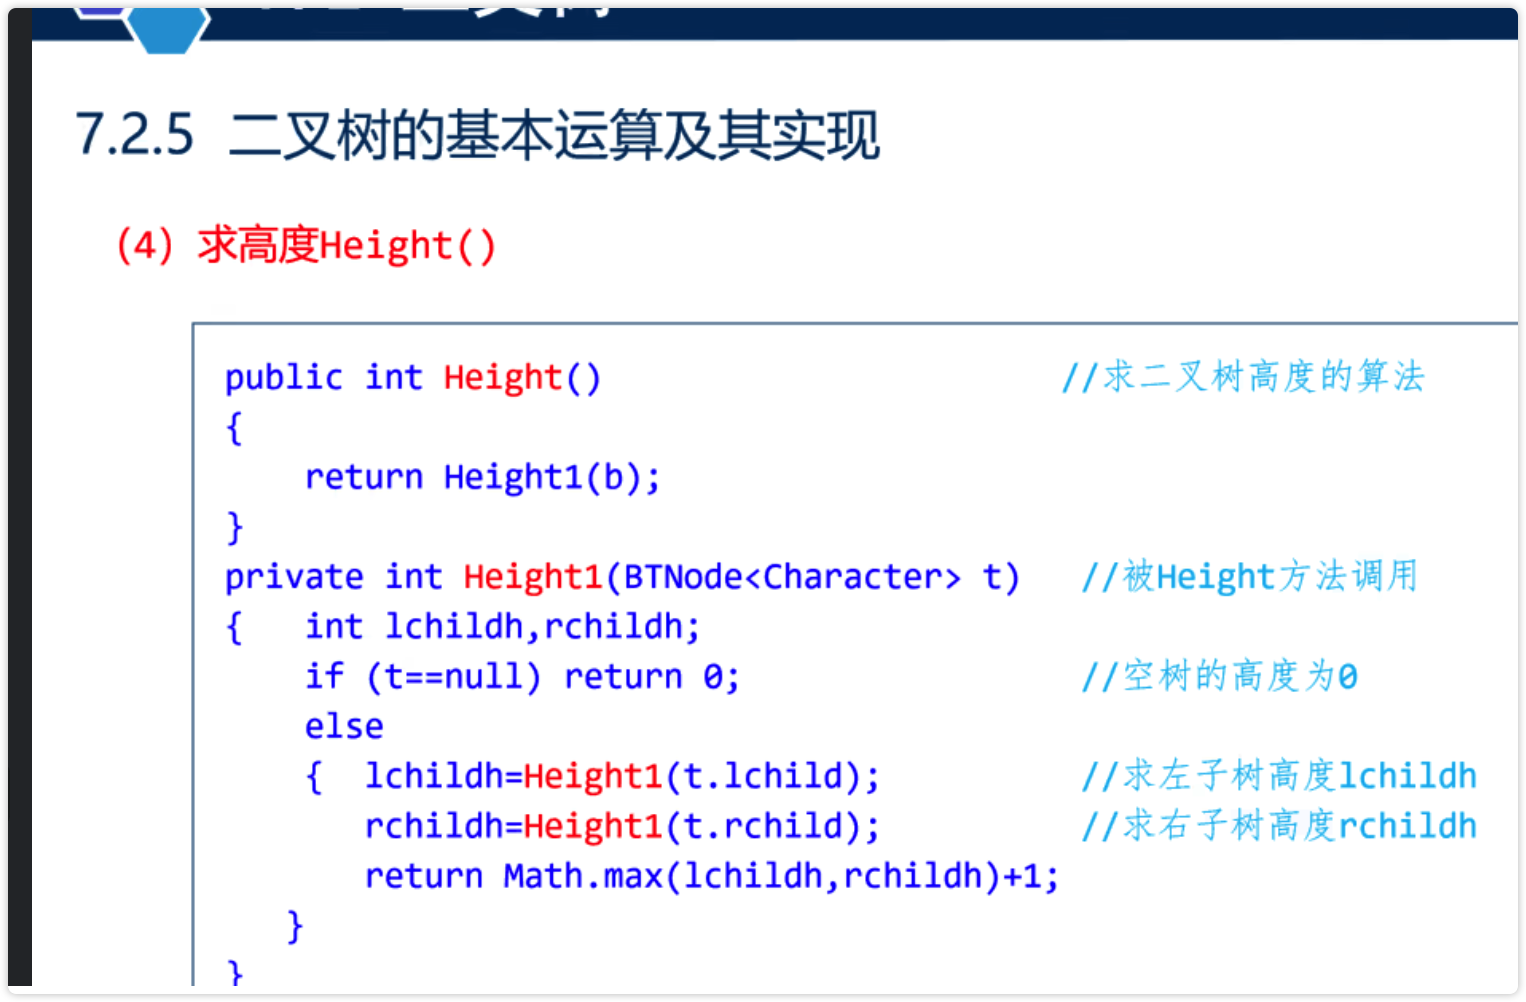 7.2.5 二叉树的基本运算及其实现
（4）求高度Height()
public int Height() //求二叉树高度的算法
{
return Height1(b);
}
private int Height1(BTNode<Character> t) //被Height方法调用
{ int lchildh,rchildh;
if (t==null) return 0; //空树的高度为0
else
{ lchildh=Height1(t.lchild); //求左子树高度lchildh
rchildh=Height1(t.rchild); //求右子树高度rchildh
return Math.max(lchildh,rchildh)+1;
}
}